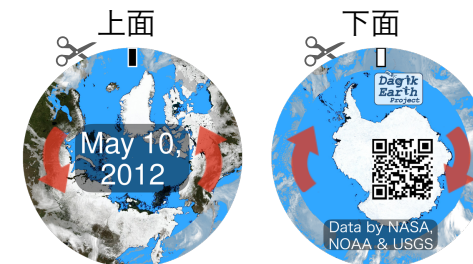 上面
下面
May 10,
2012
Dagik
Earth
Project
Data by NASA,
NOAA & USGS